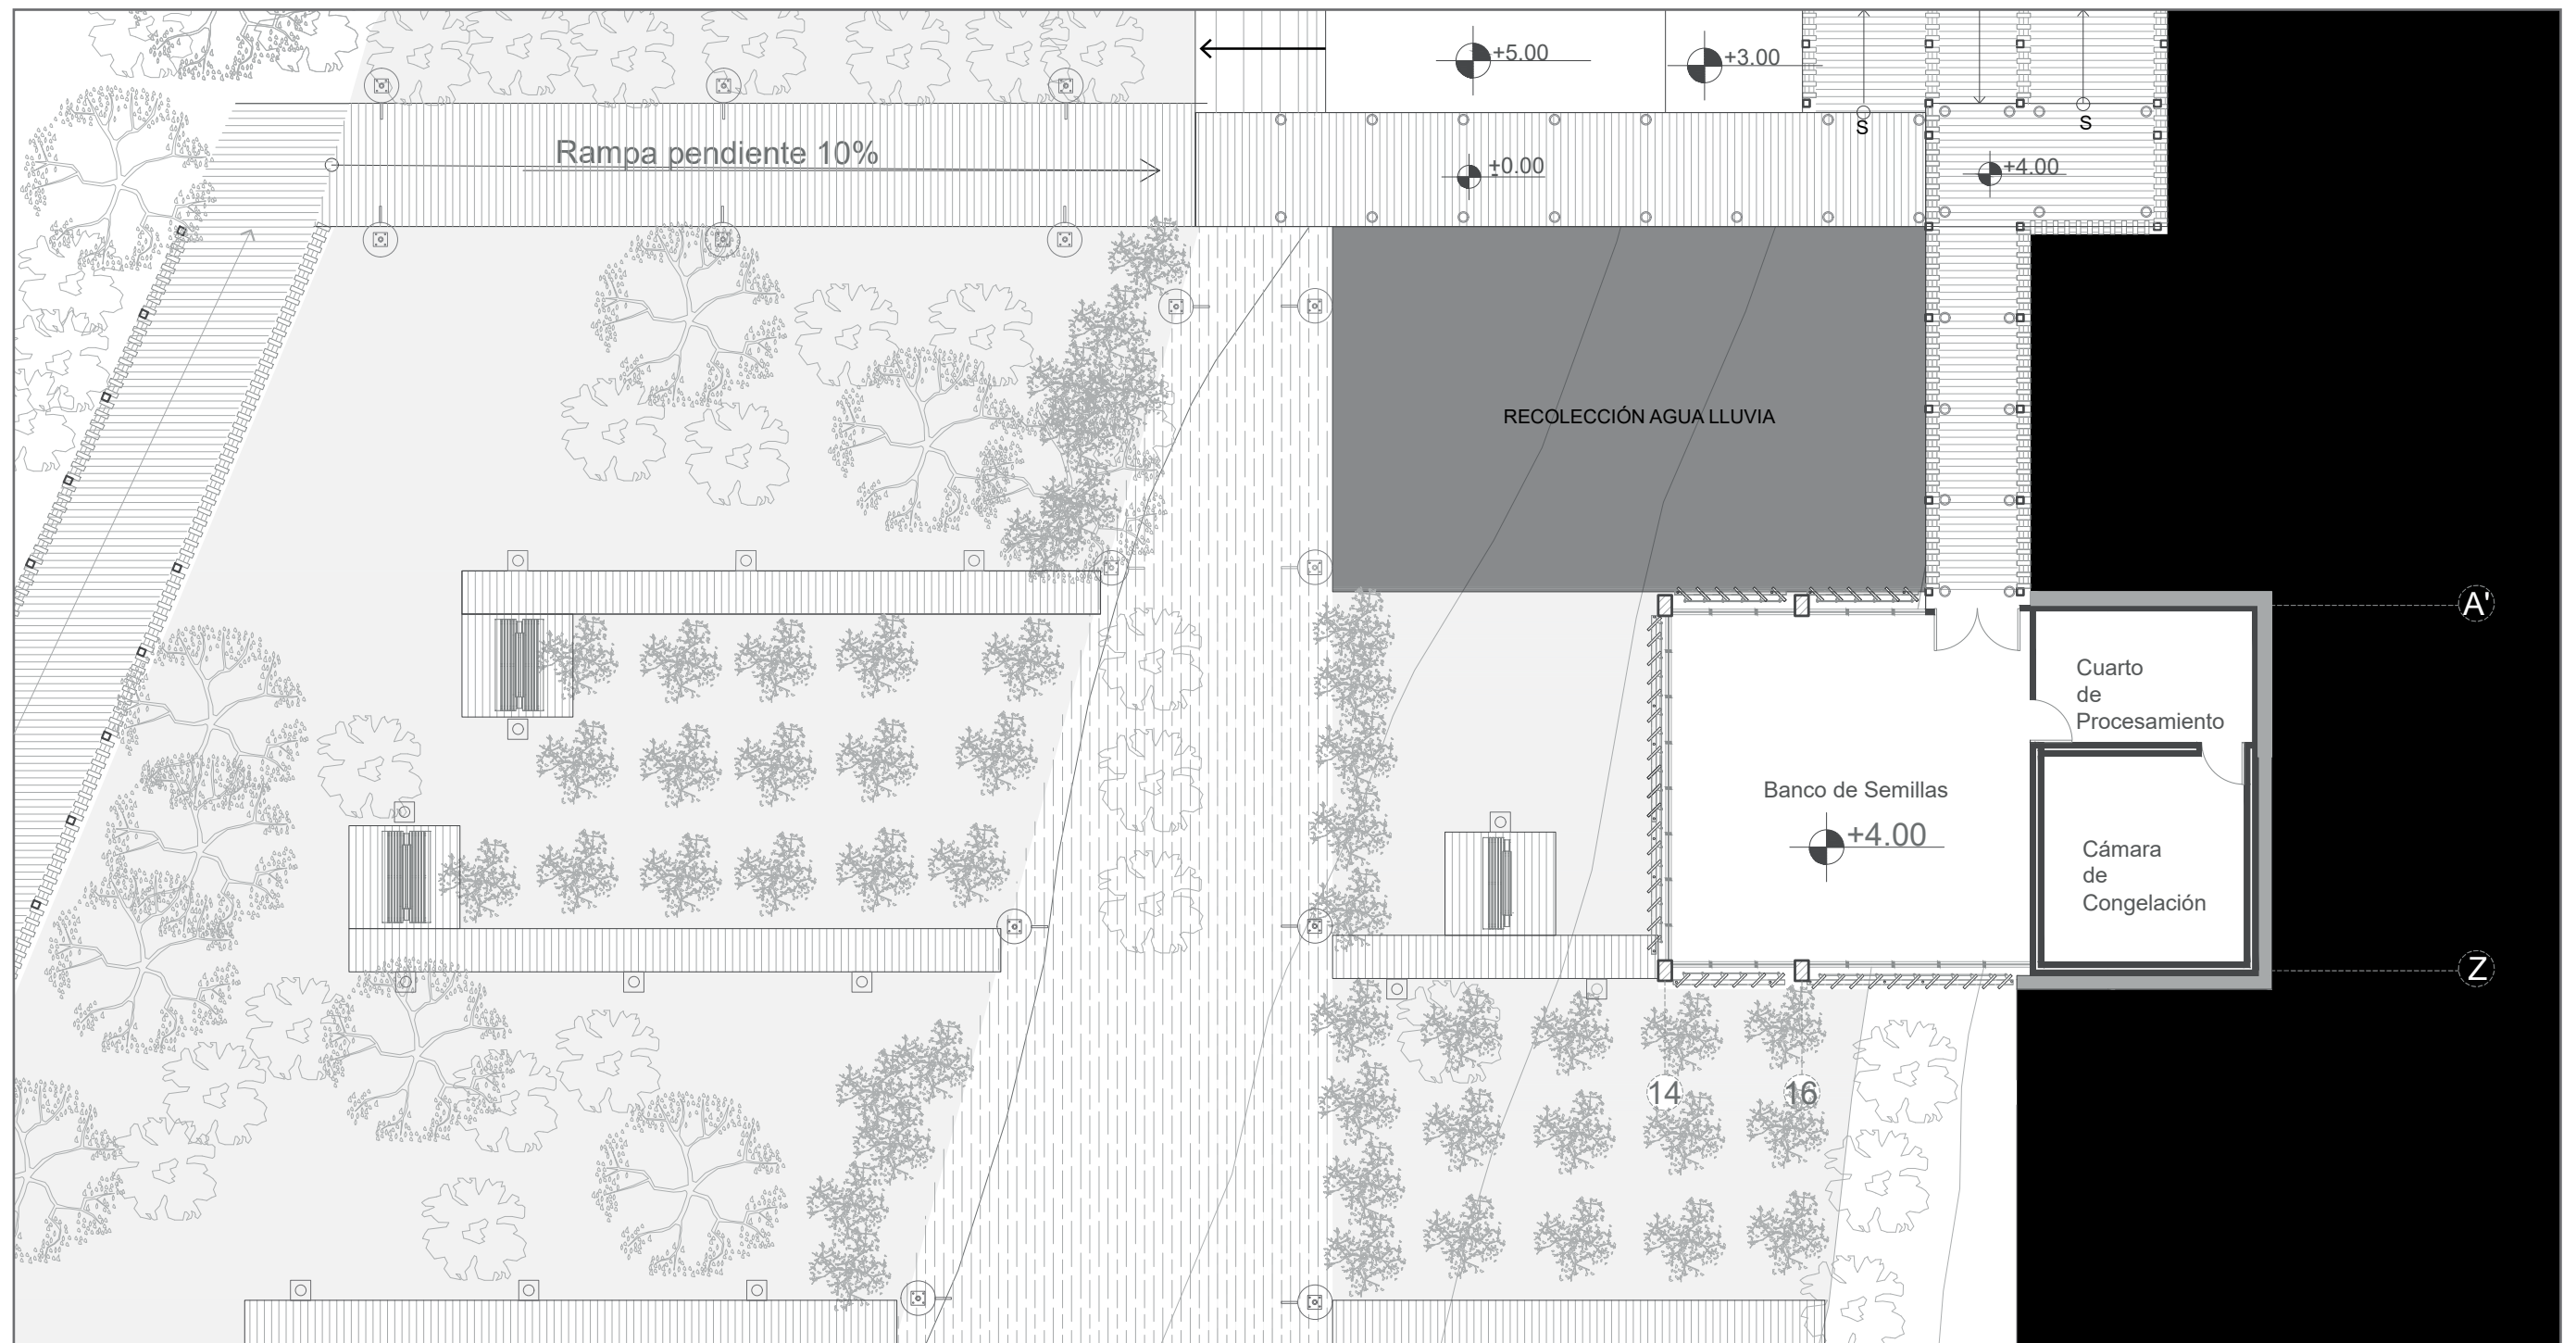 +5.00
+3.00
S
S
Rampa pendiente 10%
±0.00
+4.00
RECOLECCIÓN AGUA LLUVIA
A'
Cuarto
de
Procesamiento
Banco de Semillas
+4.00
Cámara
de
Congelación
Z
14
16